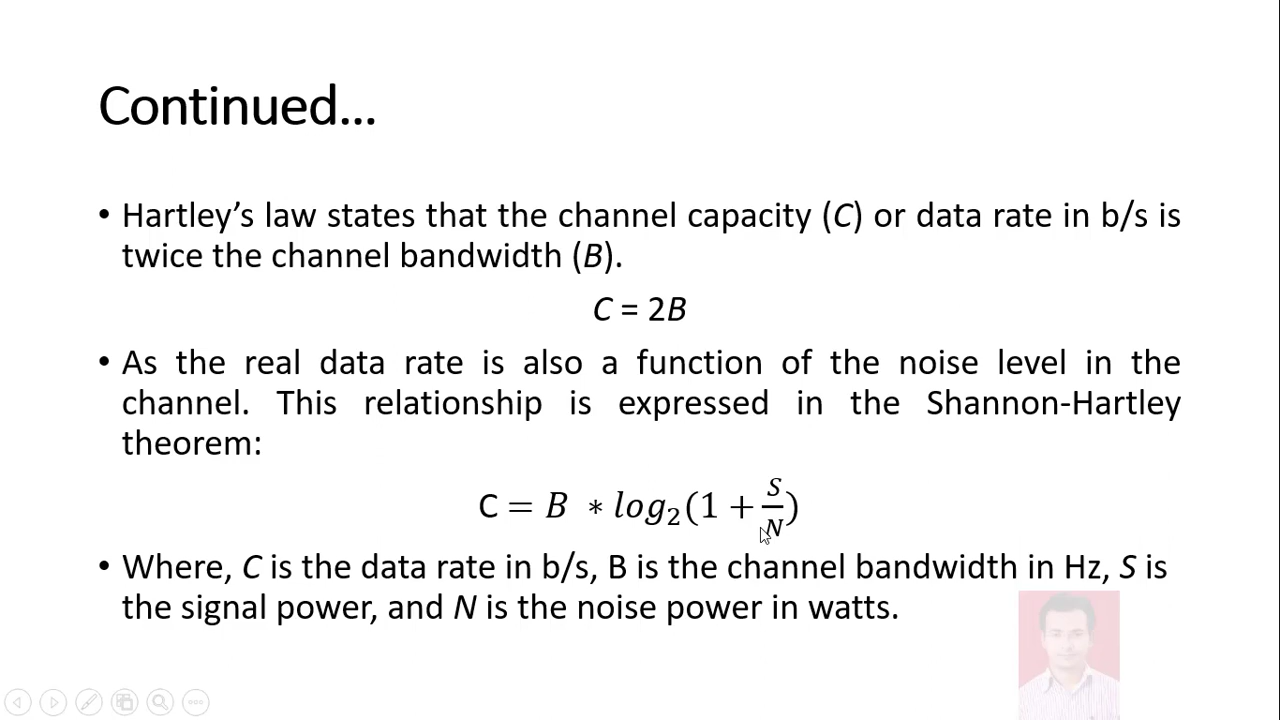 Continued...
• Hartley’s law states that the channel capacity (C) or data rate in b/s is
twice the channel bandwidth (B).
C = 2B
• As the real data rate is also a function of the noise level in the
channel. This relationship is expressed in the Shannon-Hartley
theorem:
C = B * log₂(1 + S/N)
• Where, C is the data rate in b/s, B is the channel bandwidth in Hz, S is
the signal power, and N is the noise power in watts.